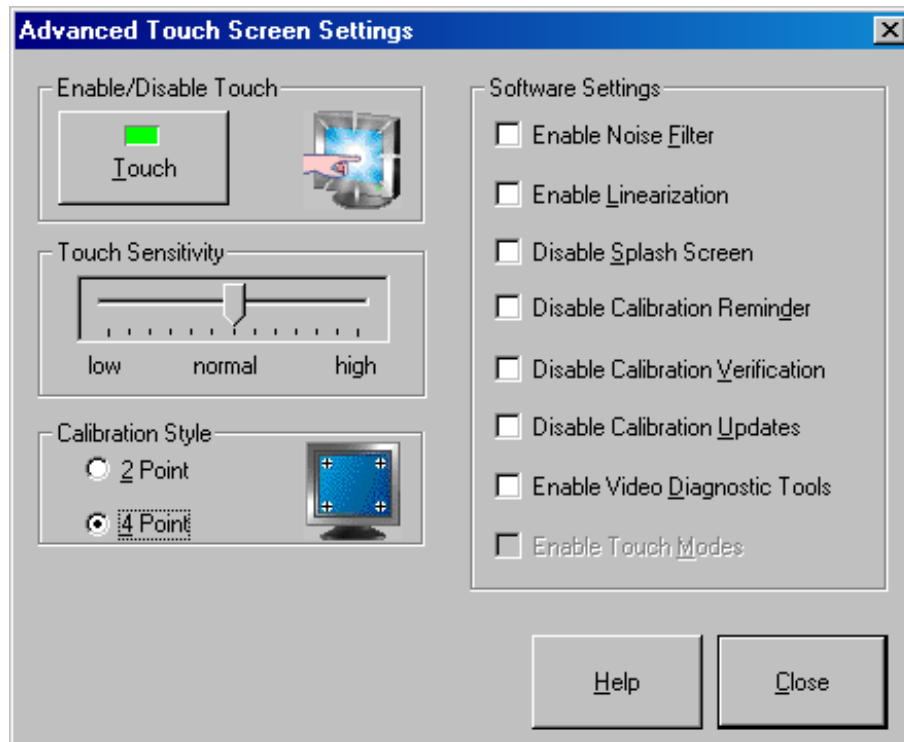 Advanced Touch Screen Settings
Enable/Disable Touch
Touch
Touch Sensitivity
low normal high
Calibration Style
2 Point
4 Point
Software Settings
Enable Noise Filter
Enable Linearization
Disable Splash Screen
Disable Calibration Reminder
Disable Calibration Verification
Disable Calibration Updates
Enable Video Diagnostic Tools
Enable Touch Modes
Help
Close